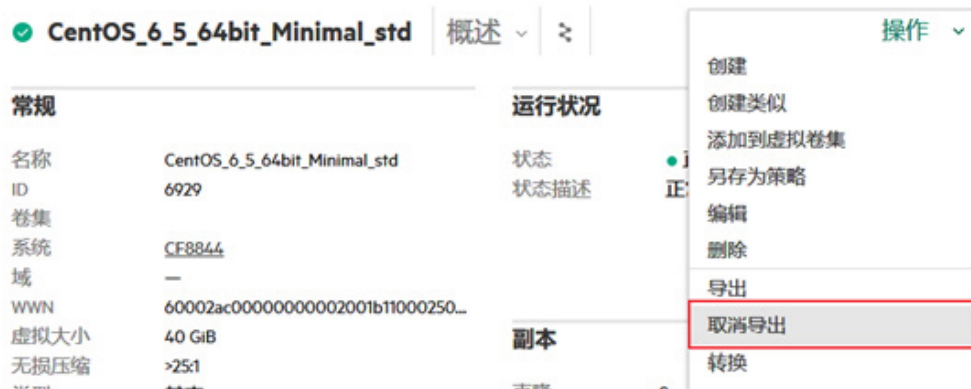 CentOS_6_5_64bit_Minimal_std 概述
操作
创建
创建类似
添加到虚拟卷集
另存为策略
编辑
删除
导出
取消导出
转换
常规
名称 CentOS_6_5_64bit_Minimal_std
ID 6929
卷集
系统 CF8844
域 —
WWN 60002ac00000000002001b11000250...
虚拟大小 40 GiB
无损压缩 >25:1
运行状况
状态
状态描述 正
副本